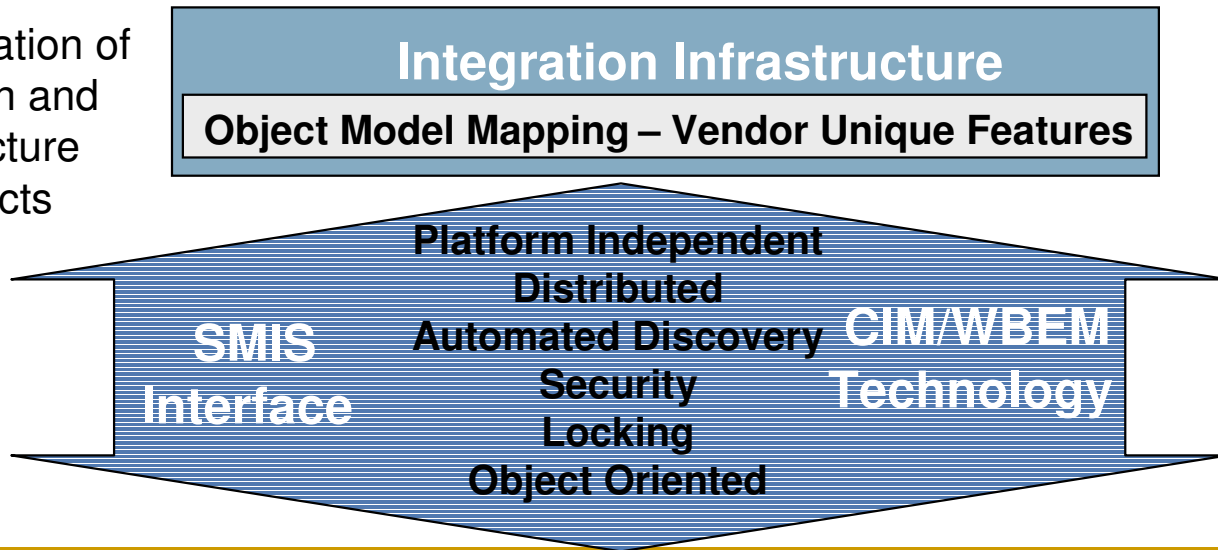 ation of
and
cture
cts
Integration Infrastructure
Object Model Mapping – Vendor Unique Features
Platform Independent
Distributed
Automated Discovery
Security
Locking
Object Oriented
SMIS
Interface
CIM/WBEM
Technology